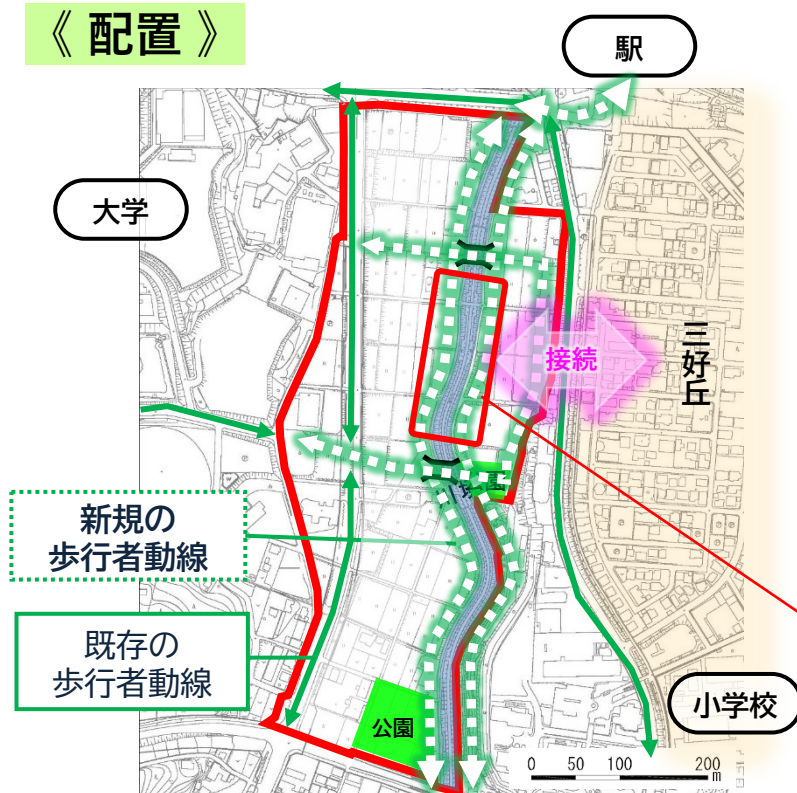 《 配置 》
駅
大学
三好丘
接続
園
新規の
歩行者動線
既存の
歩行者動線
公園
小学校
0 50 100 200
m